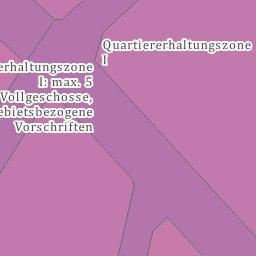 Quartiererhaltungszone
I
erhaltungszone
I: max. 5
Vollgeschosse,
ebietsbezogene
Vorschriften